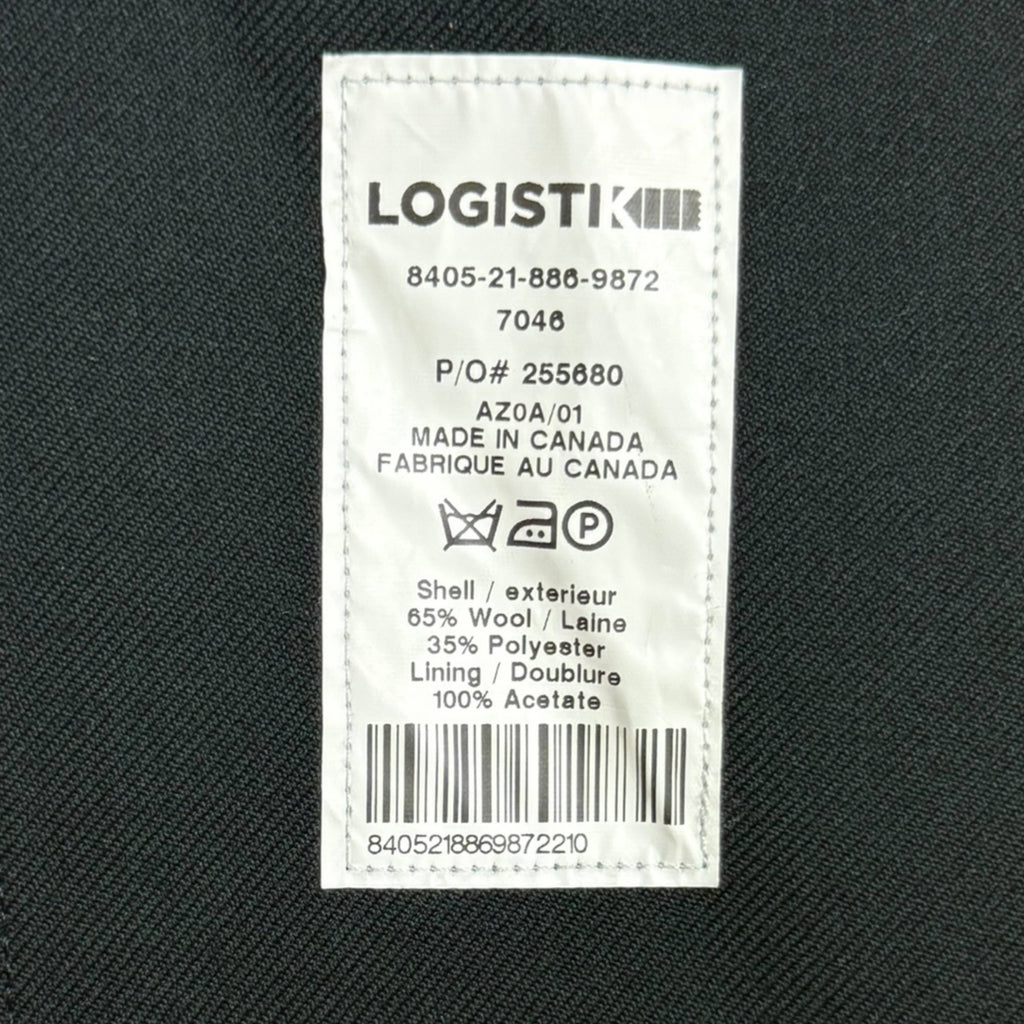 LOGISTIK
8405-21-886-9872
7046
P/O# 255680
AZ0A/01
MADE IN CANADA
FABRIQUE AU CANADA
P
Shell / exterieur
65% Wool / Laine
35% Polyester
Lining / Doublure
100% Acetate
8405218869872210